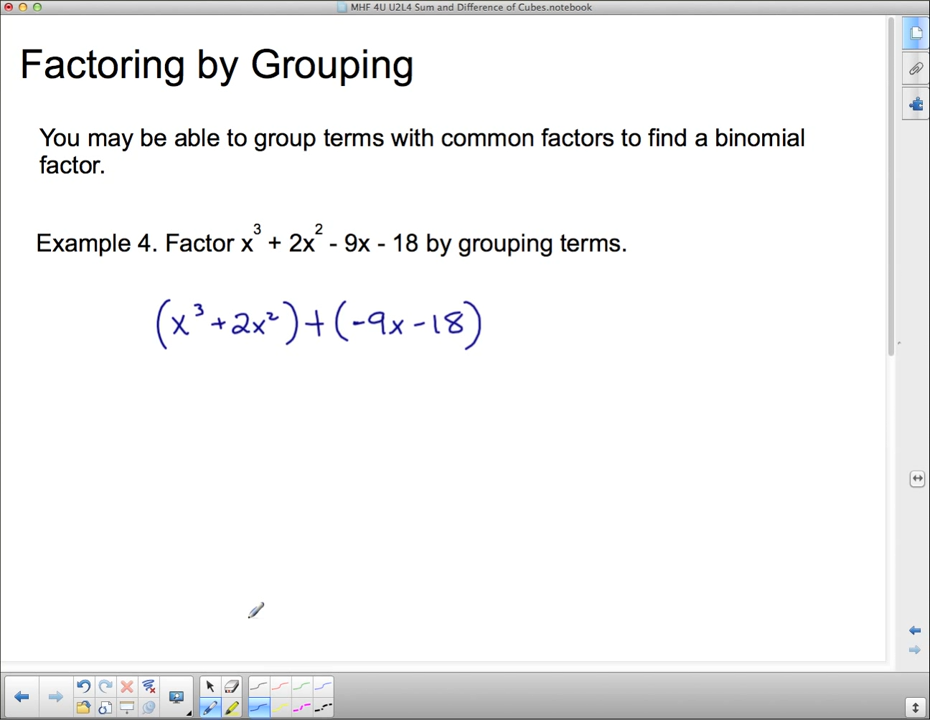 MHF 4U U2L4 Sum and Difference of Cubes.notebook
Factoring by Grouping
You may be able to group terms with common factors to find a binomial
factor.
Example 4. Factor x³ + 2x² - 9x - 18 by grouping terms.
(x³ + 2x²) + (-9x - 18)